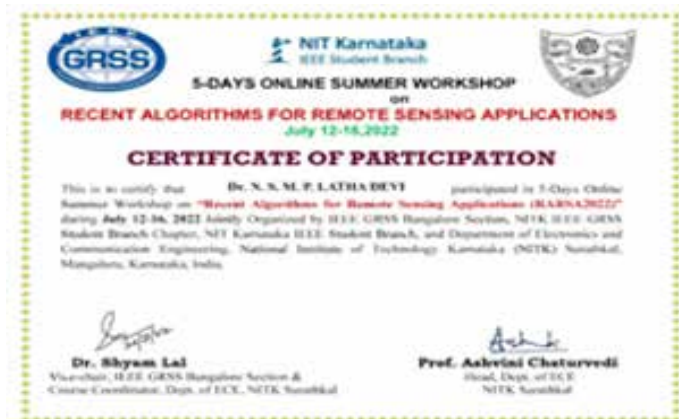 IEEE
GRSS
NIT Karnataka
IEEE Student Branch
5-DAYS ONLINE SUMMER WORKSHOP
on
RECENT ALGORITHMS FOR REMOTE SENSING APPLICATIONS
July 12-16,2022
CERTIFICATE OF PARTICIPATION
This is to certify that Dr. N. S. M. P. LATHA DEVI participated in 5-Days Online
Summer Workshop on "Recent Algorithms for Remote Sensing Applications (RARSA2022)"
during July 12-16, 2022 Jointly Organized by IEEE GRSS Bangalore Section, NITK IEEE GRSS
Student Branch Chapter, NIT Karnataka IEEE Student Branch, and Department of Electronics and
Communication Engineering, National Institute of Technology Karnataka (NITK) Surathkal,
Mangaluru, Karnataka, India.
Dr. Shyam Lal
Vice-chair, IEEE GRSS Bangalore Section &
Course Coordinator, Dept. of ECE, NITK Surathkal
Prof. Ashvini Chaturvedi
Head, Dept. of ECE
NITK Surathkal